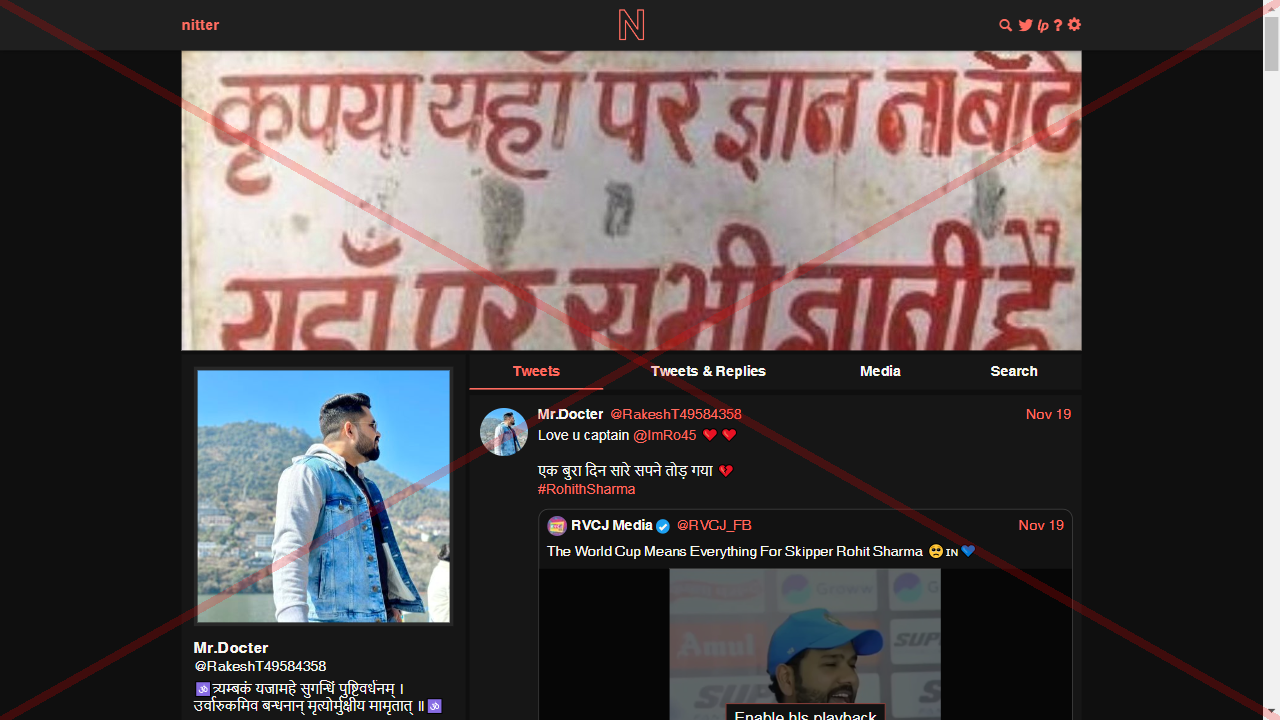 nitter
N
lp ?
कृपया यहाँ पर ज्ञान ना बाँटे
यहाँ पर सभी ज्ञानी है
Tweets
Tweets & Replies
Media
Search
Mr.Docter @RakeshT49584358 Nov 19
Love u captain @ImRo45 ❤️ ❤️
एक बुरा दिन सारे सपने तोड़ गया 💔
#RohithSharma
RVCJ Media @RVCJ_FB Nov 19
The World Cup Means Everything For Skipper Rohit Sharma 🥺 IN 💙
Groww
Amul
Enable hls playback
Mr.Docter
@RakeshT49584358
🕉️त्र्यम्बकं यजामहे सुगन्धिं पुष्टिवर्धनम् ।
उर्वारुकमिव बन्धनान् मृत्योर्मुक्षीय मामृतात् ॥🕉️